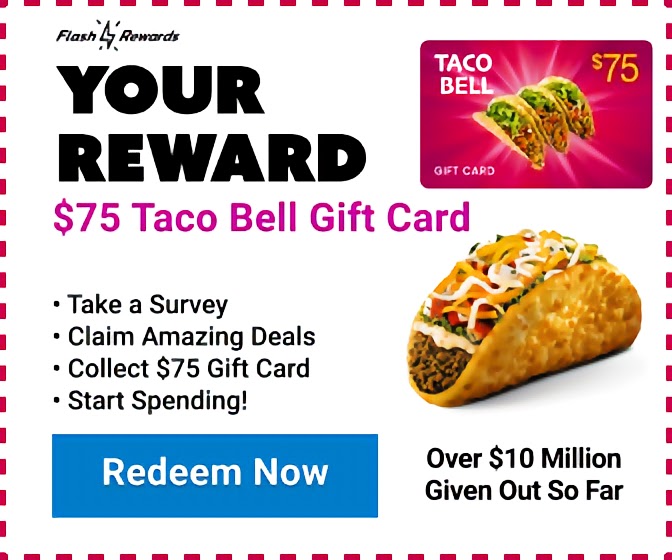 Flash Rewards
YOUR
REWARD
$75 Taco Bell Gift Card
TACO
BELL
$75
GIFT CARD
• Take a Survey
• Claim Amazing Deals
• Collect $75 Gift Card
• Start Spending!
Redeem Now
Over $10 Million
Given Out So Far